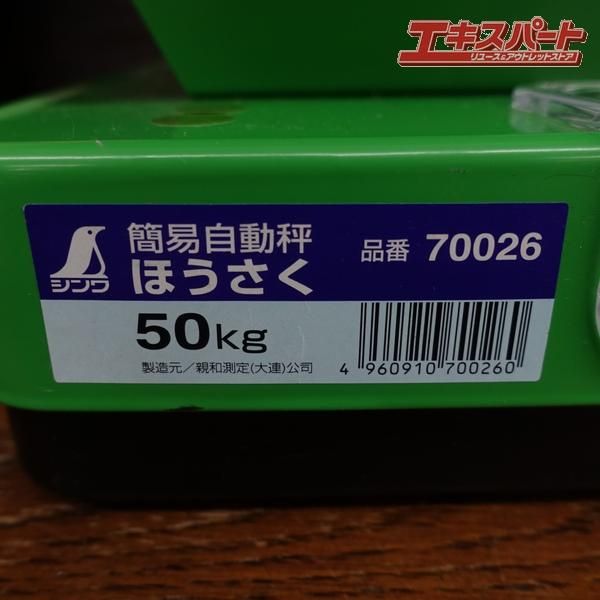 エキスパート
リユース&アウトレットストア
簡易自動秤
ほうさく
品番 70026
シンワ
50kg
製造元／親和測定(大連)公司
4 960910 700260